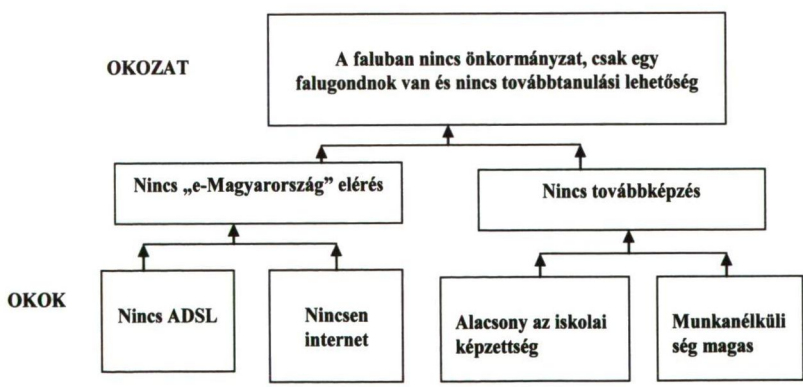 OKOZAT
A faluban nincs önkormányzat, csak egy
falugondnok van és nincs továbbtanulási lehetőség
Nincs „e-Magyarország” elérés
Nincs továbbképzés
OKOK
Nincs ADSL
Nincsen
internet
Alacsony az iskolai
képzettség
Munkanélküli
ség magas